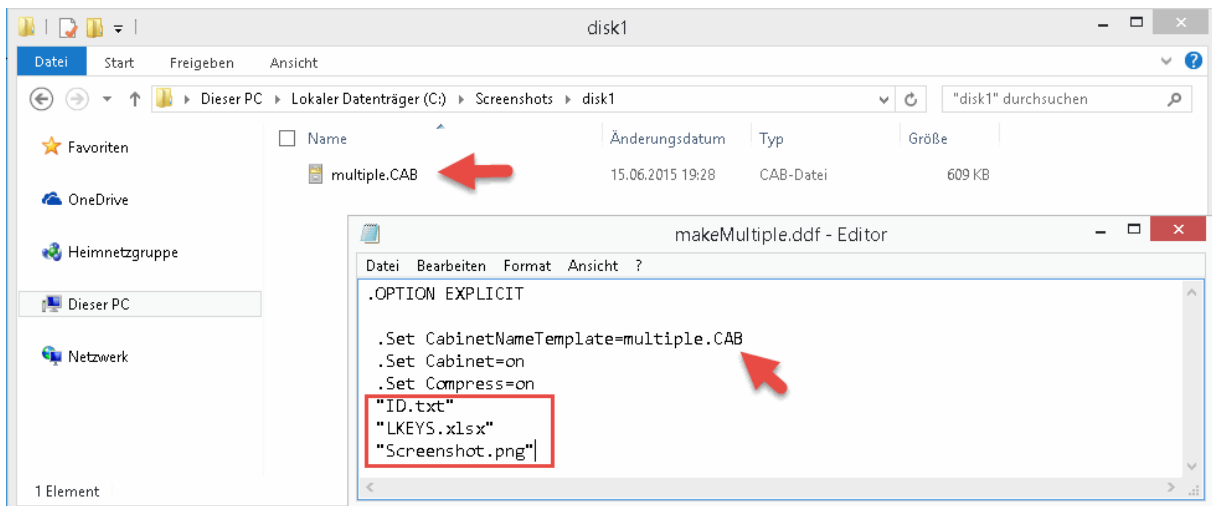 disk1
Datei Start Freigeben Ansicht
Dieser PC Lokaler Datenträger (C:) Screenshots disk1 "disk1" durchsuchen
Name Änderungsdatum Typ Größe
Favoriten
multiple.CAB 15.06.2015 19:28 CAB-Datei 609 KB
OneDrive
Heimnetzgruppe
Dieser PC
Netzwerk
1 Element
makeMultiple.ddf - Editor
Datei Bearbeiten Format Ansicht ?
.OPTION EXPLICIT
.Set CabinetNameTemplate=multiple.CAB
.Set Cabinet=on
.Set Compress=on
"ID.txt"
"LKEYS.xlsx"
"Screenshot.png"